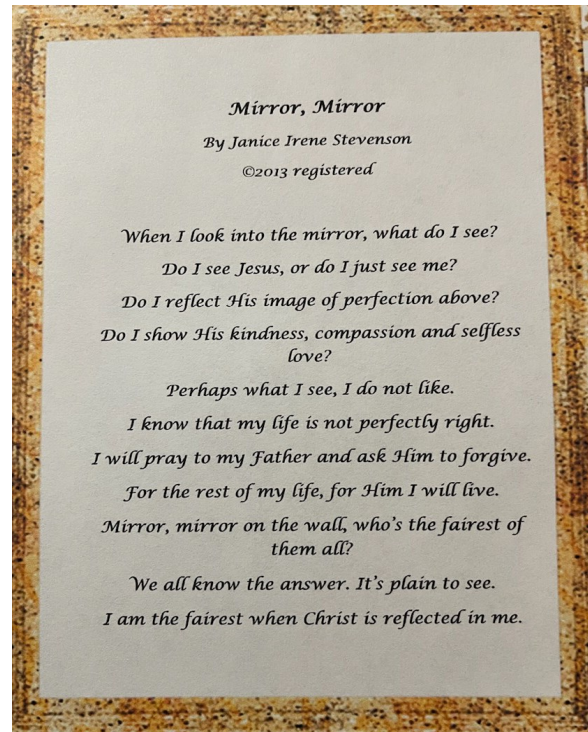 Mirror, Mirror
By Janice Irene Stevenson
©2013 registered
When I look into the mirror, what do I see?
Do I see Jesus, or do I just see me?
Do I reflect His image of perfection above?
Do I show His kindness, compassion and selfless
love?
Perhaps what I see, I do not like.
I know that my life is not perfectly right.
I will pray to my Father and ask Him to forgive.
For the rest of my life, for Him I will live.
Mirror, mirror on the wall, who's the fairest of
them all?
We all know the answer. It's plain to see.
I am the fairest when Christ is reflected in me.